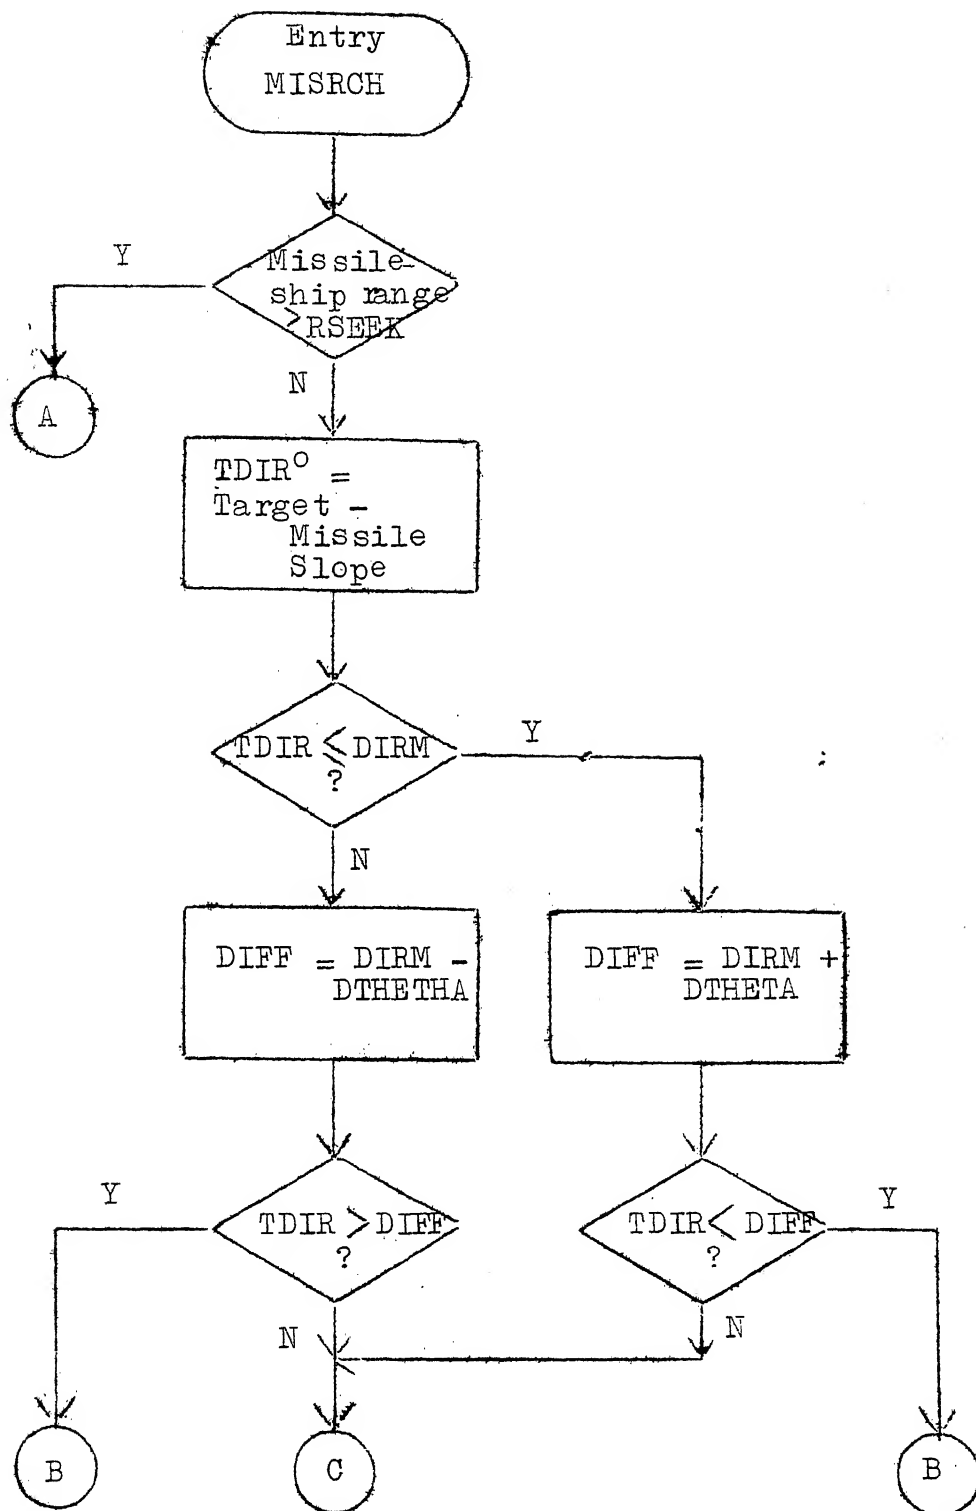 Entry
MISRCH
Y
Missile-
ship range
> RSEEK
N
A
TDIR° =
Target -
Missile
Slope
TDIR ≤ DIRM
?
Y
N
DIFF = DIRM -
DTHETHA
DIFF = DIRM +
DTHETA
Y
TDIR > DIFF
?
TDIR < DIFF
?
Y
N
N
B
C
B